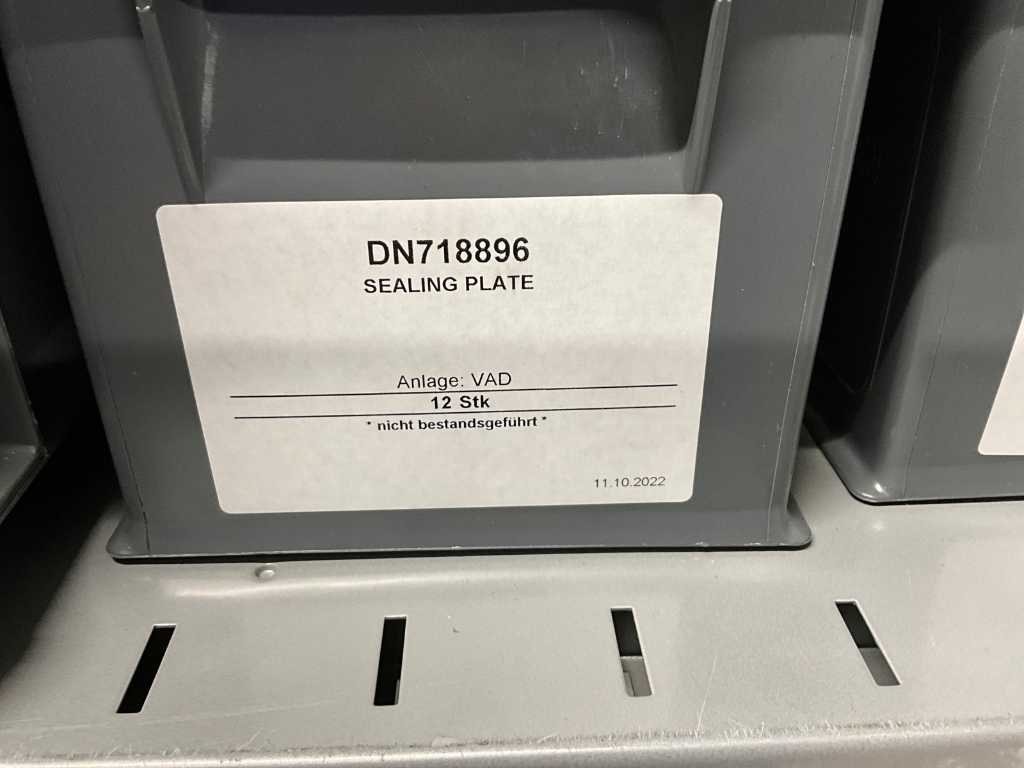 DN718896
SEALING PLATE
Anlage: VAD
12 Stk
* nicht bestandsgeführt *
11.10.2022